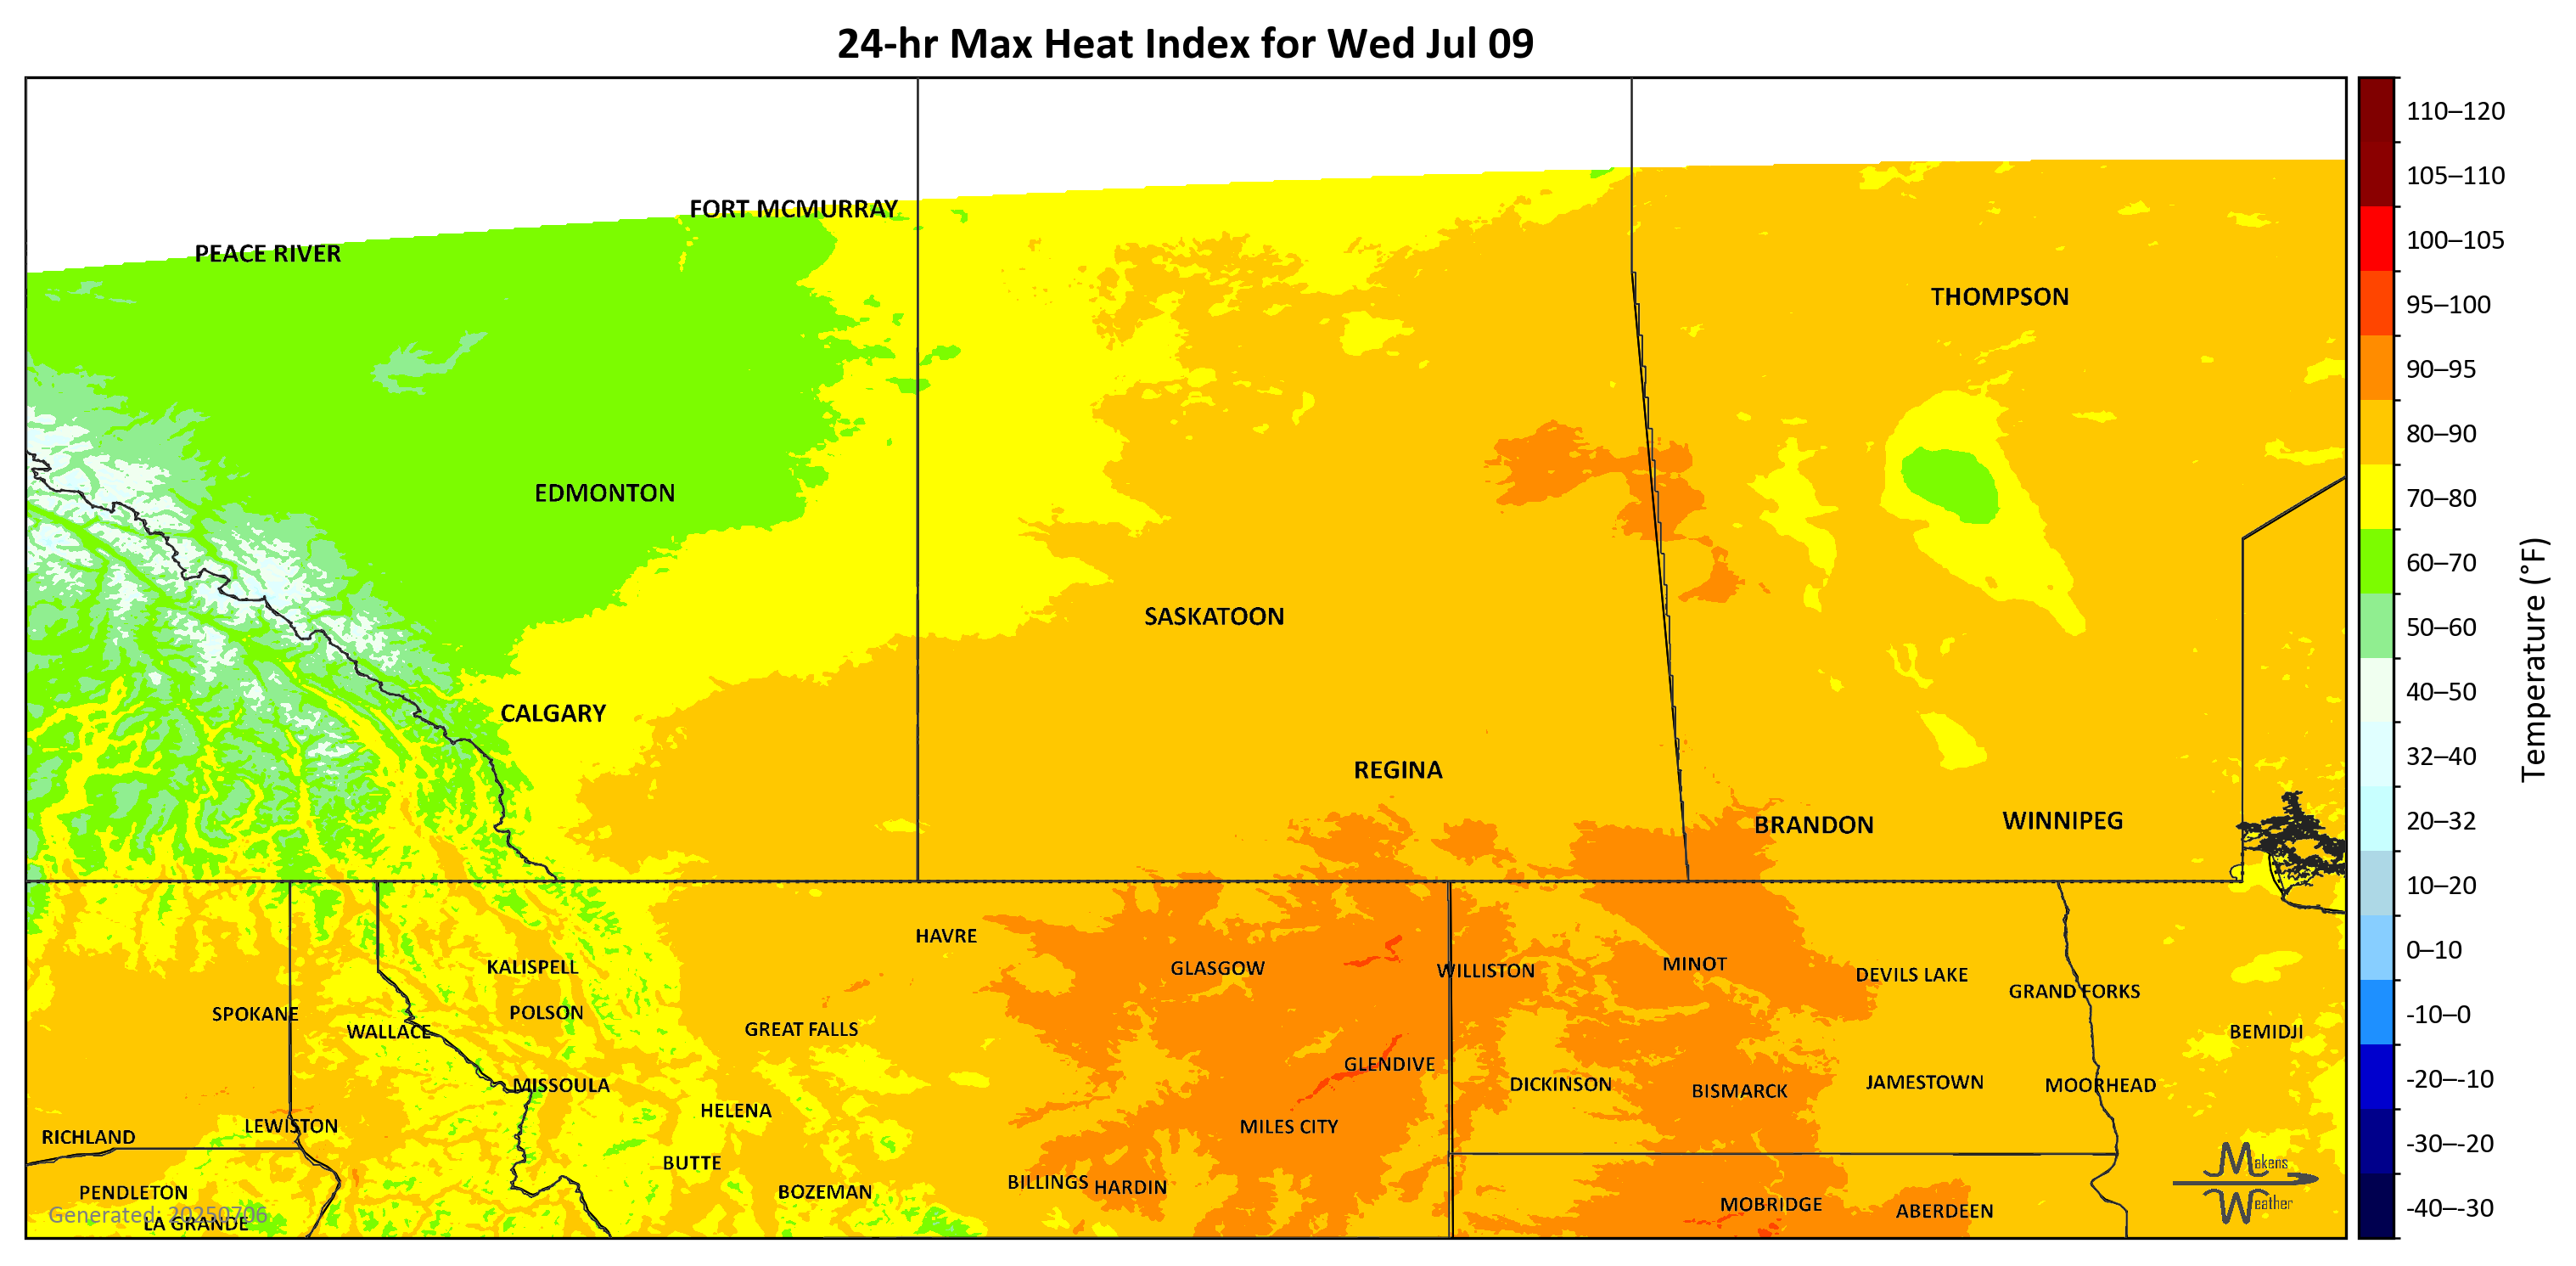 24-hr Max Heat Index for Wed Jul 09
FORT MCMURRAY
PEACE RIVER
THOMPSON
EDMONTON
SASKATOON
CALGARY
REGINA
WINNIPEG
BRANDON
HAVRE
KALISPELL
GLASGOW
WILLISTON
MINOT
DEVILS LAKE
GRAND FORKS
SPOKANE
POLSON
WALLACE
GREAT FALLS
BEMIDJI
GLENDIVE
MISSOULA
DICKINSON
BISMARCK
JAMESTOWN
MOORHEAD
HELENA
LEWISTON
MILES CITY
RICHLAND
BUTTE
BILLINGS
HARDIN
PENDLETON
BOZEMAN
MOBRIDGE
ABERDEEN
Generated: 20250706
LA GRANDE
Makens
Weather
110–120
105–110
100–105
95–100
90–95
80–90
70–80
60–70
50–60
40–50
32–40
20–32
10–20
0–10
-10–0
-20–-10
-30–-20
-40–-30
Temperature (°F)